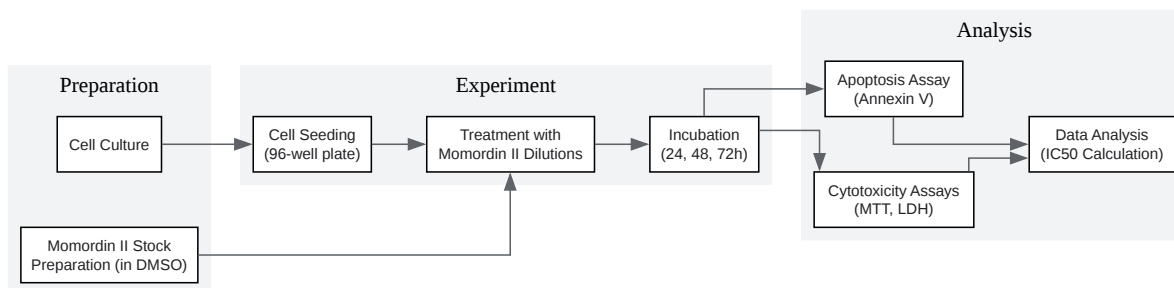 Preparation
Cell Culture
Momordin II Stock
Preparation (in DMSO)
Experiment
Cell Seeding
(96-well plate)
Treatment with
Momordin II Dilutions
Incubation
(24, 48, 72h)
Analysis
Apoptosis Assay
(Annexin V)
Cytotoxicity Assays
(MTT, LDH)
Data Analysis
(IC50 Calculation)